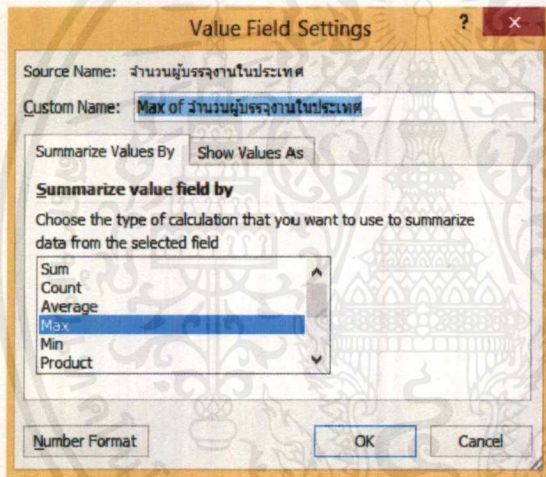 Value Field Settings ? ×
Source Name: จำนวนผู้บรรจุงานในประเทศ
Custom Name: Max of จำนวนผู้บรรจุงานในประเทศ
Summarize Values By Show Values As
Summarize value field by
Choose the type of calculation that you want to use to summarize
data from the selected field
Sum
Count
Average
Max
Min
Product
Number Format OK Cancel